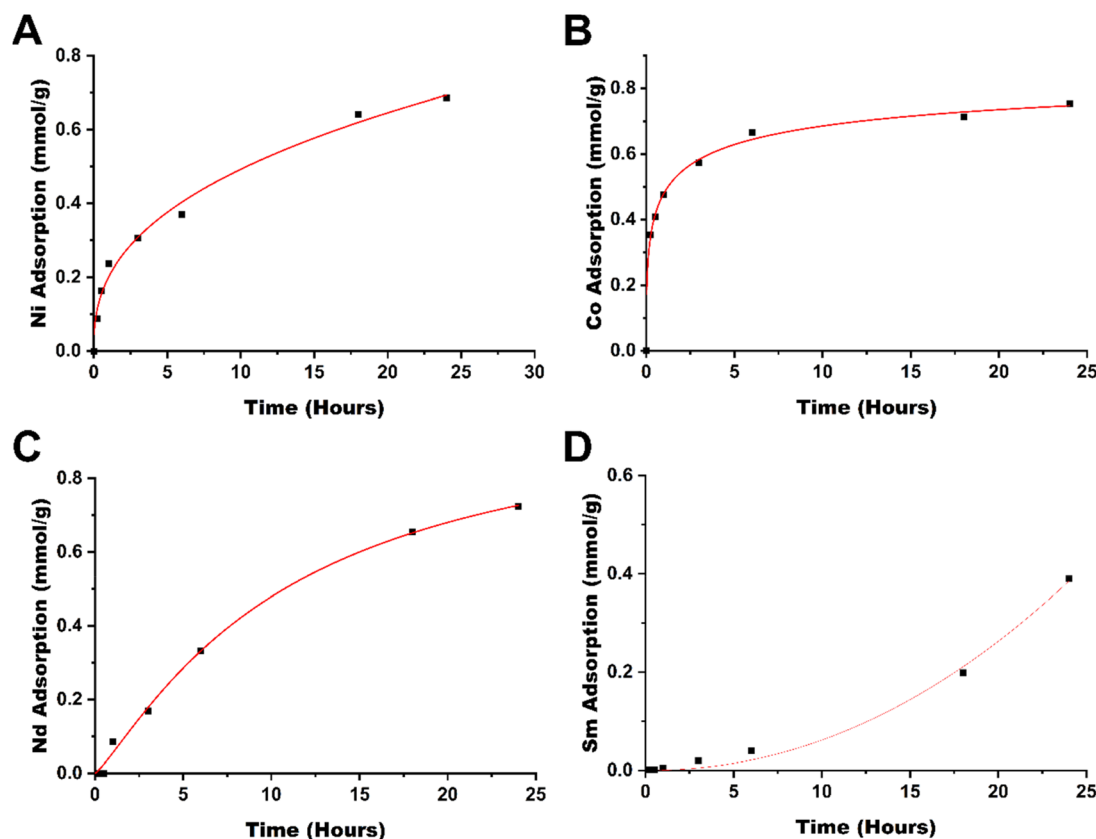 A
Ni Adsorption (mmol/g)
0.8
0.6
0.4
0.2
0.0
0 5 10 15 20 25 30
Time (Hours)
B
Co Adsorption (mmol/g)
0.8
0.6
0.4
0.2
0.0
0 5 10 15 20 25
Time (Hours)
C
Nd Adsorption (mmol/g)
0.8
0.6
0.4
0.2
0.0
0 5 10 15 20 25
Time (Hours)
D
Sm Adsorption (mmol/g)
0.6
0.4
0.2
0.0
0 5 10 15 20 25
Time (Hours)